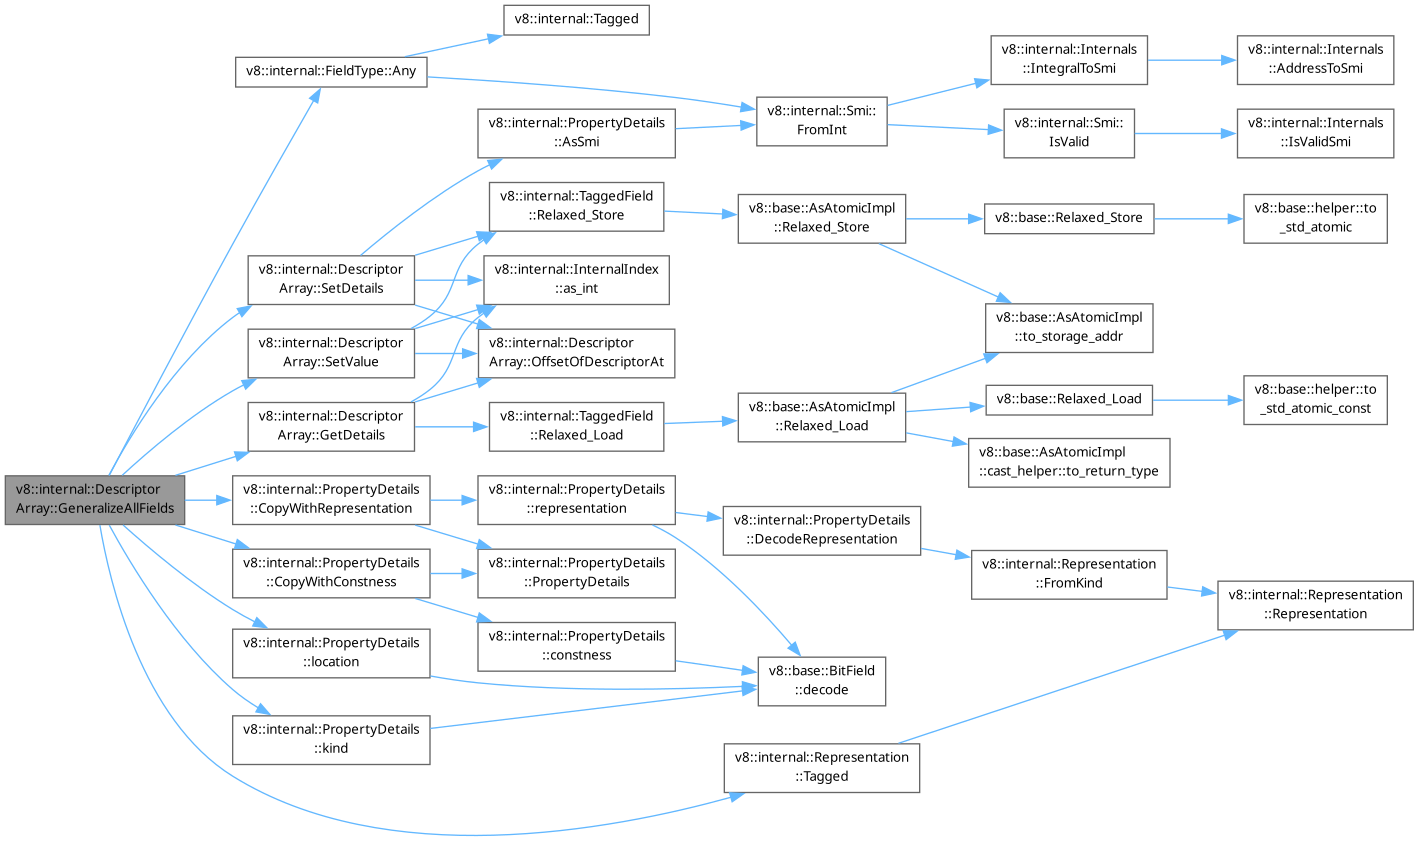 v8::internal::Descriptor
Array::GeneralizeAllFields
v8::internal::FieldType::Any
v8::internal::Tagged
v8::internal::Smi::
FromInt
v8::internal::Internals
::IntegralToSmi
v8::internal::Internals
::AddressToSmi
v8::internal::Smi::
IsValid
v8::internal::Internals
::IsValidSmi
v8::internal::PropertyDetails
::AsSmi
v8::internal::Descriptor
Array::SetDetails
v8::internal::TaggedField
::Relaxed_Store
v8::base::AsAtomicImpl
::Relaxed_Store
v8::base::Relaxed_Store
v8::base::helper::to
_std_atomic
v8::internal::InternalIndex
::as_int
v8::base::AsAtomicImpl
::to_storage_addr
v8::internal::Descriptor
Array::SetValue
v8::internal::Descriptor
Array::OffsetOfDescriptorAt
v8::internal::Descriptor
Array::GetDetails
v8::internal::TaggedField
::Relaxed_Load
v8::base::AsAtomicImpl
::Relaxed_Load
v8::base::Relaxed_Load
v8::base::helper::to
_std_atomic_const
v8::base::AsAtomicImpl
::cast_helper::to_return_type
v8::internal::PropertyDetails
::CopyWithRepresentation
v8::internal::PropertyDetails
::representation
v8::internal::PropertyDetails
::DecodeRepresentation
v8::internal::Representation
::FromKind
v8::internal::Representation
::Representation
v8::internal::PropertyDetails
::CopyWithConstness
v8::internal::PropertyDetails
::PropertyDetails
v8::internal::PropertyDetails
::constness
v8::internal::PropertyDetails
::location
v8::base::BitField
::decode
v8::internal::PropertyDetails
::kind
v8::internal::Representation
::Tagged